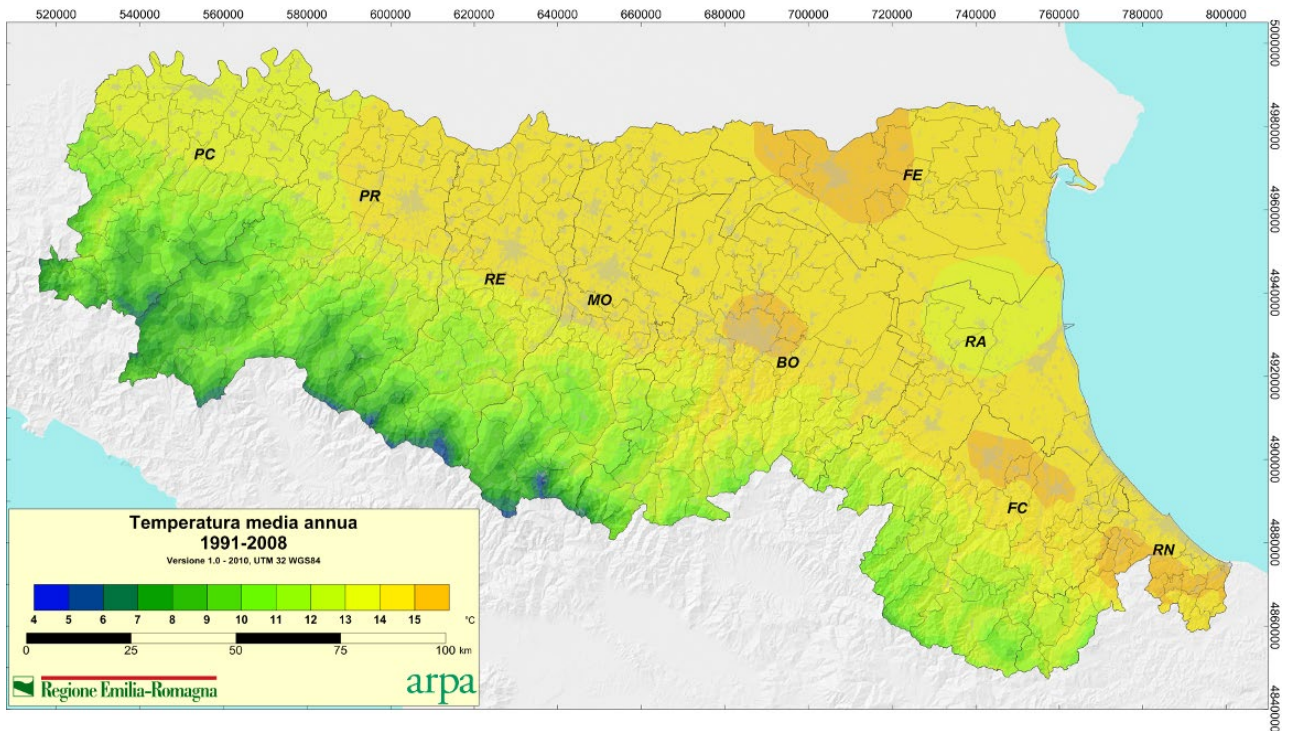 520000 540000 560000 580000 600000 620000 640000 660000 680000 700000 720000 740000 760000 780000 800000
5000000
4980000
4960000
4940000
4920000
4900000
4880000
4860000
4840000
PC
FE
PR
RE
MO
RA
BO
FC
RN
Temperatura media annua
1991-2008
Versione 1.0 - 2010, UTM 32 WGS84
4 5 6 7 8 9 10 11 12 13 14 15 °C
0 25 50 75 100 km
Regione Emilia-Romagna
arpa